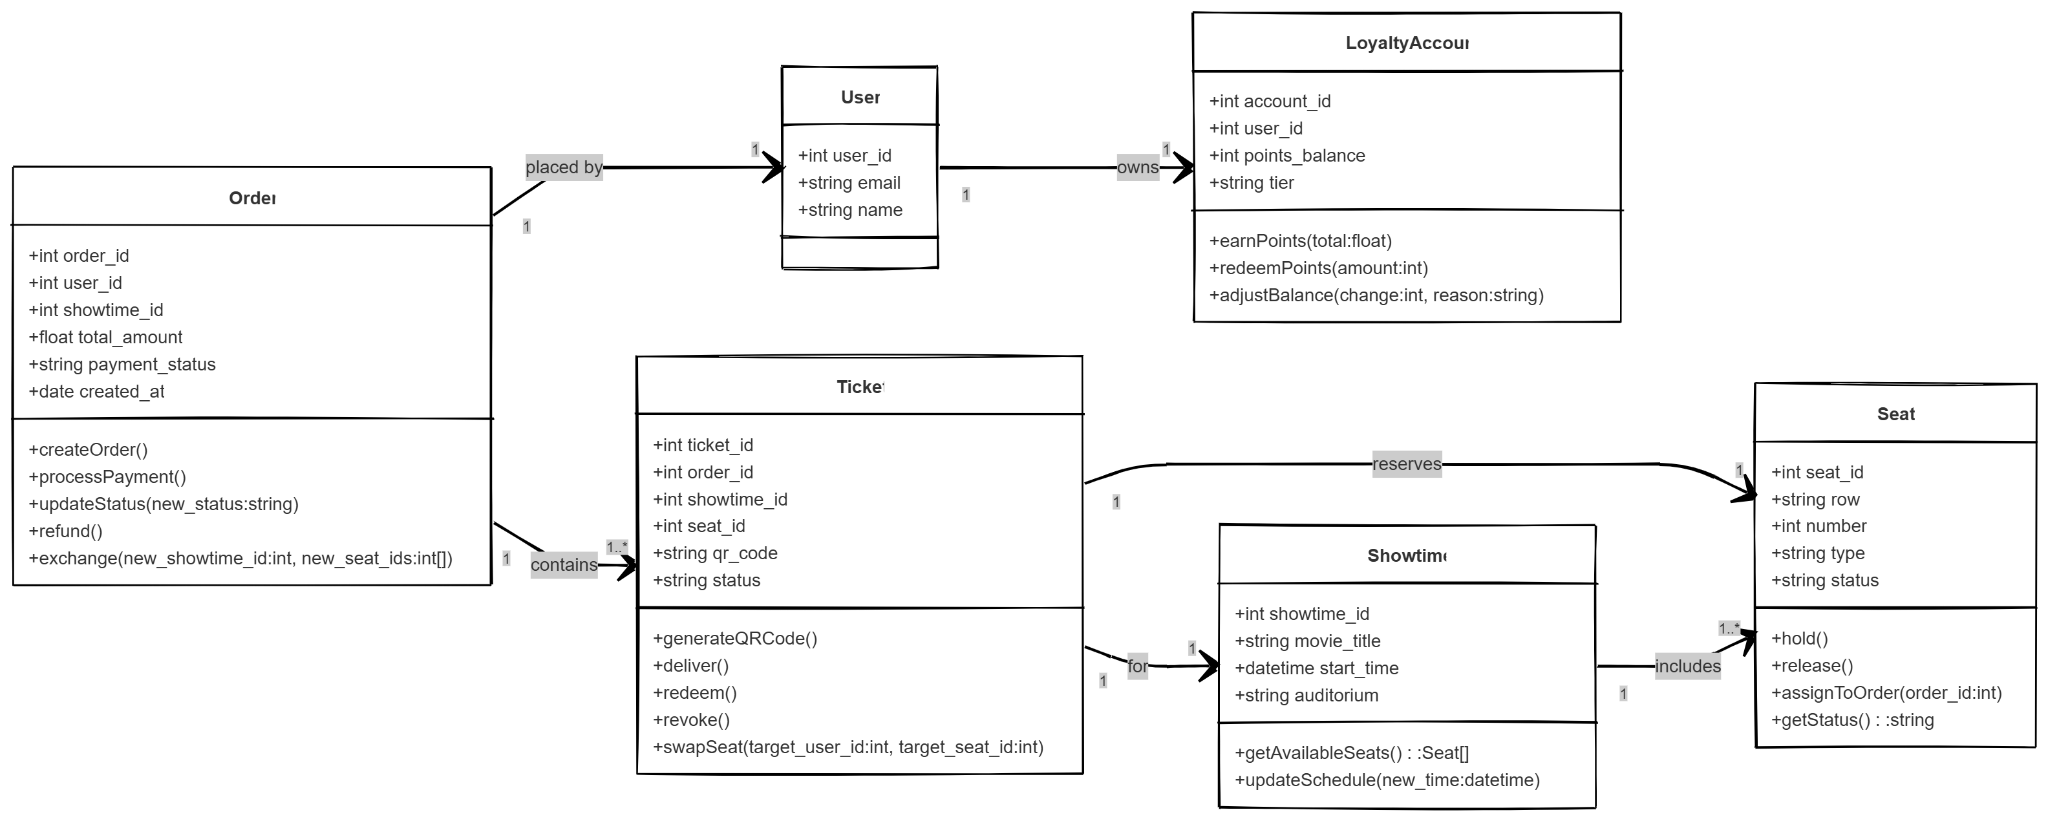 Order
+int order_id
+int user_id
+int showtime_id
+float total_amount
+string payment_status
+date created_at
+createOrder()
+processPayment()
+updateStatus(new_status:string)
+refund()
+exchange(new_showtime_id:int, new_seat_ids:int[])
placed by
1
1
User
+int user_id
+string email
+string name
owns
1
1
LoyaltyAccour
+int account_id
+int user_id
+int points_balance
+string tier
+earnPoints(total:float)
+redeemPoints(amount:int)
+adjustBalance(change:int, reason:string)
contains
1
1..*
Ticket
+int ticket_id
+int order_id
+int showtime_id
+int seat_id
+string qr_code
+string status
+generateQRCode()
+deliver()
+redeem()
+revoke()
+swapSeat(target_user_id:int, target_seat_id:int)
reserves
1
1
for
1
1
Showtime
+int showtime_id
+string movie_title
+datetime start_time
+string auditorium
+getAvailableSeats() : :Seat[]
+updateSchedule(new_time:datetime)
includes
1
1..*
Seat
+int seat_id
+string row
+int number
+string type
+string status
+hold()
+release()
+assignToOrder(order_id:int)
+getStatus() : :string